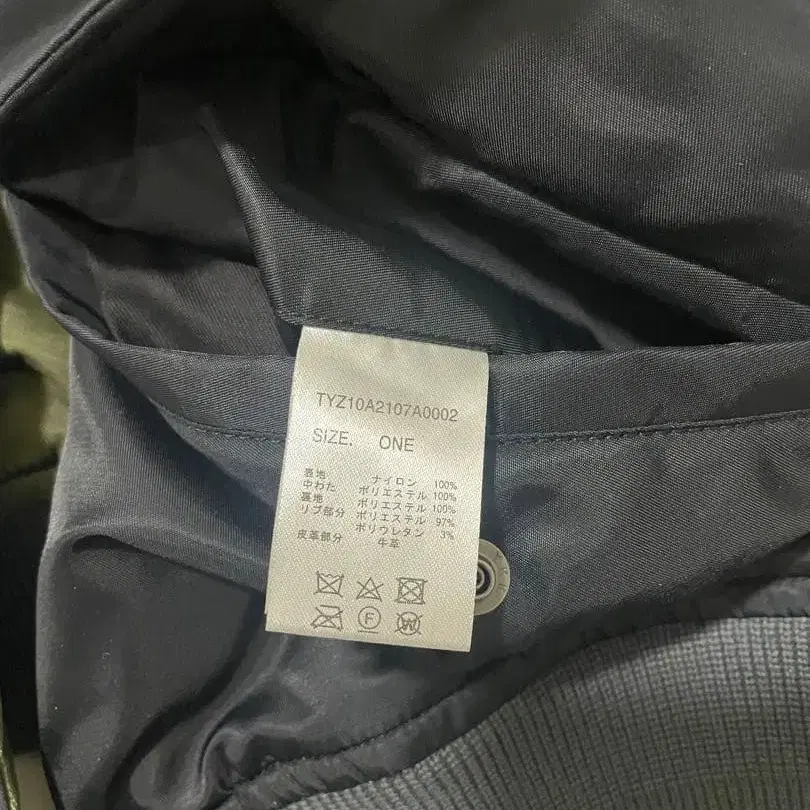 TYZ10A2107A0002
SIZE. ONE
裏地 ナイロン 100%
中わた ポリエステル 100%
裏地 ポリエステル 100%
リブ部分 ポリエステル 97%
ポリウレタン 3%
皮革部分 牛革
F
W